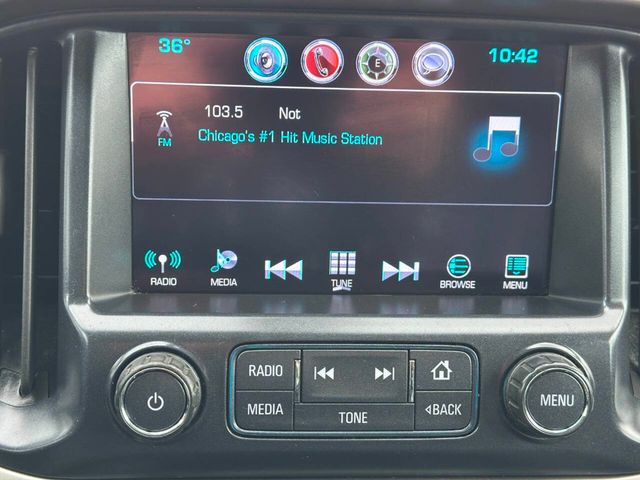 36° E 10:42
103.5 Not
FM
Chicago's #1 Hit Music Station
RADIO MEDIA TUNE BROWSE MENU
RADIO
MEDIA TONE BACK
MENU